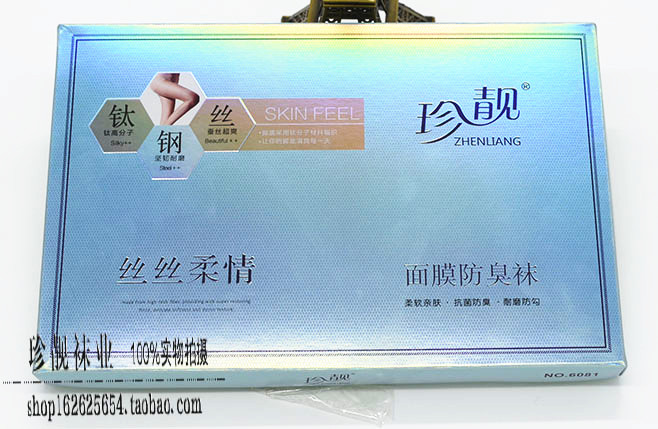 钛
钛高分子
Silky++
钢
坚韧耐磨
Steel++
丝
蚕丝超爽
Beautiful++
SKIN FEEL
珍靓®
ZHENLIANG
丝丝柔情
面膜防臭袜
柔软亲肤·抗菌防臭·耐磨防勾
珍靓
NO.6081
珍靓袜业 100%实物拍摄
shop162625654.taobao.com